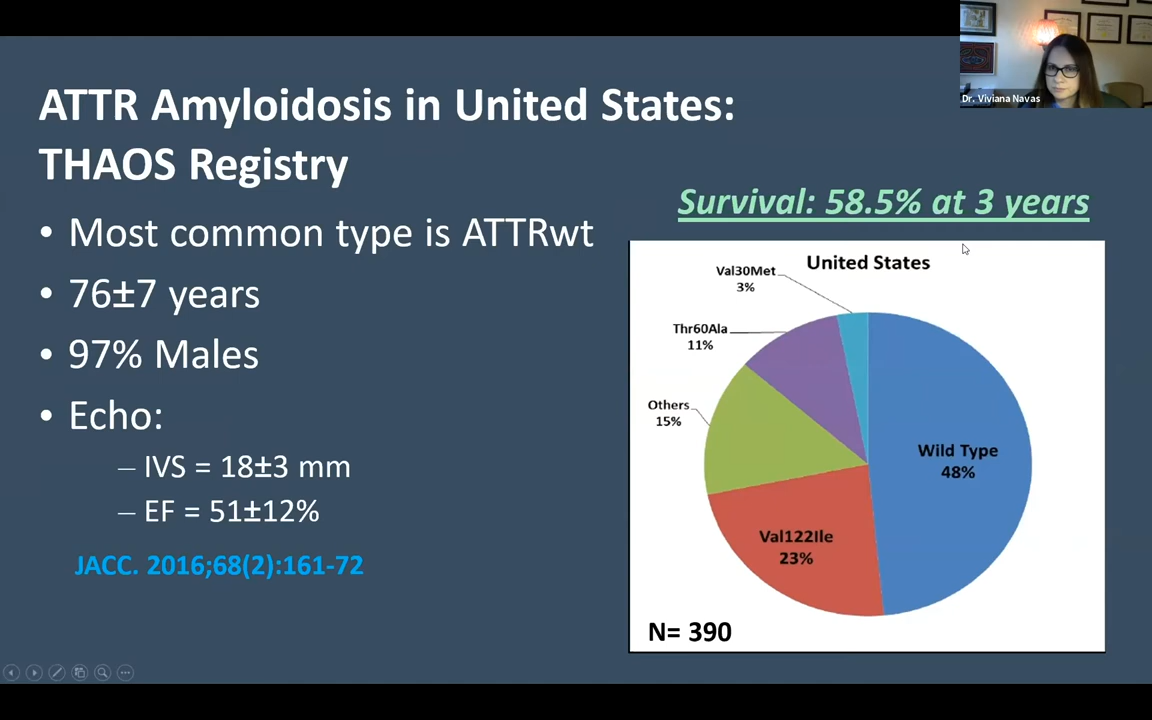 Dr. Viviana Navas
ATTR Amyloidosis in United States:
THAOS Registry
• Most common type is ATTRwt
• 76±7 years
• 97% Males
• Echo:
– IVS = 18±3 mm
– EF = 51±12%
JACC. 2016;68(2):161-72
Survival: 58.5% at 3 years
United States
Val30Met
3%
Thr60Ala
11%
Others
15%
Wild Type
48%
Val122Ile
23%
N= 390